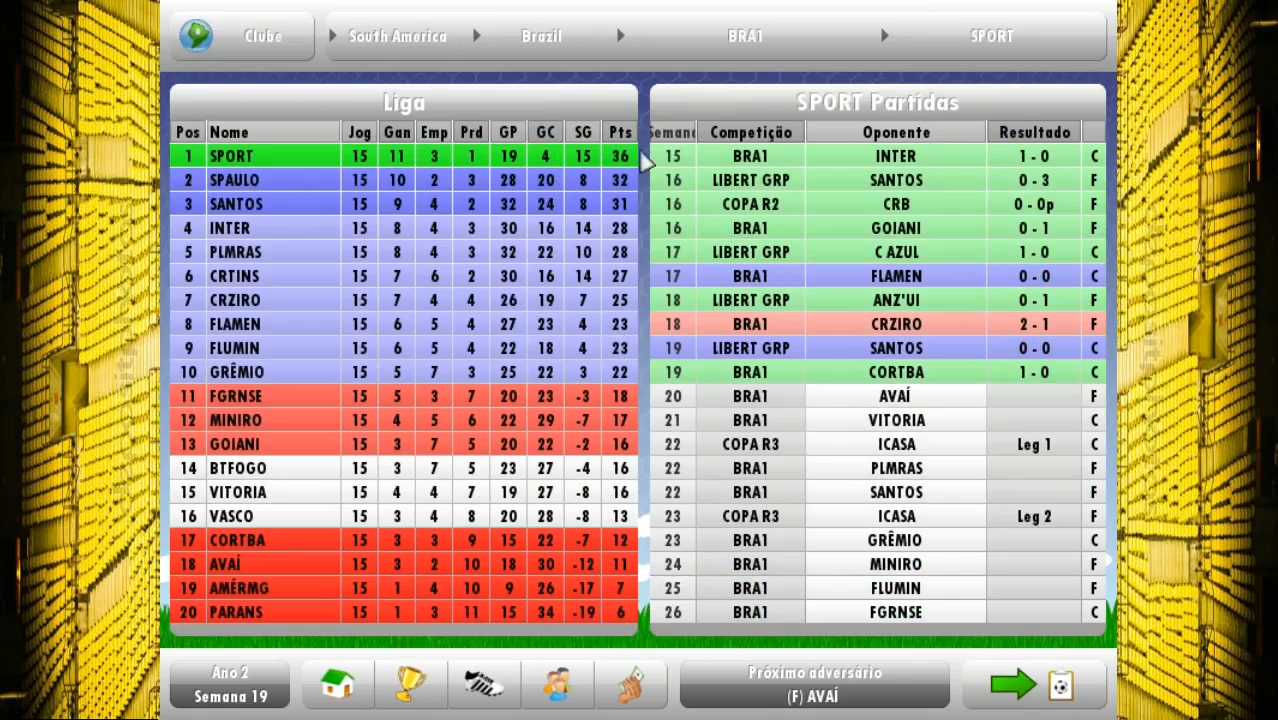 Clube South America Brazil BRA1 SPORT
Liga
Pos Nome Jog Gan Emp Prd GP GC SG Pts
1 SPORT 15 11 3 1 19 4 15 36
2 SPAULO 15 10 2 3 28 20 8 32
3 SANTOS 15 9 4 2 32 24 8 31
4 INTER 15 8 4 3 30 16 14 28
5 PLMRAS 15 8 4 3 32 22 10 28
6 CRTINS 15 7 6 2 30 16 14 27
7 CRZIRO 15 7 4 4 26 19 7 25
8 FLAMEN 15 6 5 4 27 23 4 23
9 FLUMIN 15 6 5 4 22 18 4 23
10 GRÊMIO 15 5 7 3 25 22 3 22
11 FGRNSE 15 5 3 7 20 23 -3 18
12 MINIRO 15 4 5 6 22 29 -7 17
13 GOIANI 15 3 7 5 20 22 -2 16
14 BTFOGO 15 3 7 5 23 27 -4 16
15 VITORIA 15 4 4 7 19 27 -8 16
16 VASCO 15 3 4 8 20 28 -8 13
17 CORTBA 15 3 3 9 15 22 -7 12
18 AVAÍ 15 3 2 10 18 30 -12 11
19 AMÉRMG 15 1 4 10 9 26 -17 7
20 PARANS 15 1 3 11 15 34 -19 6
SPORT Partidas
Semana Competição Oponente Resultado
15 BRA1 INTER 1 - 0 C
16 LIBERT GRP SANTOS 0 - 3 F
16 COPA R2 CRB 0 - 0p F
16 BRA1 GOIANI 0 - 1 F
17 LIBERT GRP C AZUL 1 - 0 C
17 BRA1 FLAMEN 0 - 0 C
18 LIBERT GRP ANZ'UI 0 - 1 F
18 BRA1 CRZIRO 2 - 1 F
19 LIBERT GRP SANTOS 0 - 0 C
19 BRA1 CORTBA 1 - 0 C
20 BRA1 AVAÍ F
21 BRA1 VITORIA C
22 COPA R3 ICASA Leg 1 C
22 BRA1 PLMRAS F
22 BRA1 SANTOS F
23 COPA R3 ICASA Leg 2 F
23 BRA1 GRÊMIO C
24 BRA1 MINIRO F
25 BRA1 FLUMIN F
26 BRA1 FGRNSE C
Ano 2
Semana 19
Próximo adversário
(F) AVAÍ